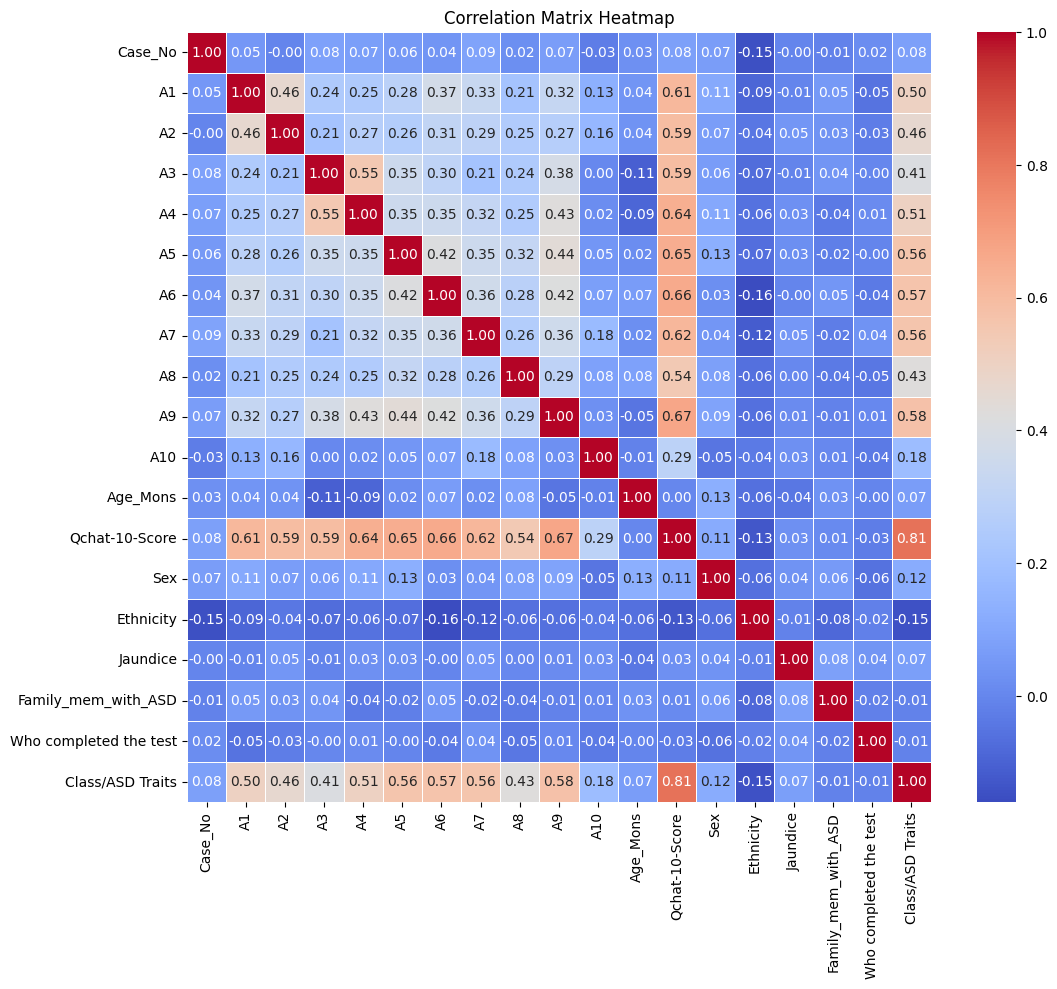 Correlation Matrix Heatmap
Case_No 1.00 0.05 -0.00 0.08 0.07 0.06 0.04 0.09 0.02 0.07 -0.03 0.03 0.08 0.07 -0.15 -0.00 -0.01 0.02 0.08
A1 0.05 1.00 0.46 0.24 0.25 0.28 0.37 0.33 0.21 0.32 0.13 0.04 0.61 0.11 -0.09 -0.01 0.05 -0.05 0.50
A2 -0.00 0.46 1.00 0.21 0.27 0.26 0.31 0.29 0.25 0.27 0.16 0.04 0.59 0.07 -0.04 0.05 0.03 -0.03 0.46
A3 0.08 0.24 0.21 1.00 0.55 0.35 0.30 0.21 0.24 0.38 0.00 -0.11 0.59 0.06 -0.07 -0.01 0.04 -0.00 0.41
A4 0.07 0.25 0.27 0.55 1.00 0.35 0.35 0.32 0.25 0.43 0.02 -0.09 0.64 0.11 -0.06 0.03 -0.04 0.01 0.51
A5 0.06 0.28 0.26 0.35 0.35 1.00 0.42 0.35 0.32 0.44 0.05 0.02 0.65 0.13 -0.07 0.03 -0.02 -0.00 0.56
A6 0.04 0.37 0.31 0.30 0.35 0.42 1.00 0.36 0.28 0.42 0.07 0.07 0.66 0.03 -0.16 -0.00 0.05 -0.04 0.57
A7 0.09 0.33 0.29 0.21 0.32 0.35 0.36 1.00 0.26 0.36 0.18 0.02 0.62 0.04 -0.12 0.05 -0.02 0.04 0.56
A8 0.02 0.21 0.25 0.24 0.25 0.32 0.28 0.26 1.00 0.29 0.08 0.08 0.54 0.08 -0.06 0.00 -0.04 -0.05 0.43
A9 0.07 0.32 0.27 0.38 0.43 0.44 0.42 0.36 0.29 1.00 0.03 -0.05 0.67 0.09 -0.06 0.01 -0.01 0.01 0.58
A10 -0.03 0.13 0.16 0.00 0.02 0.05 0.07 0.18 0.08 0.03 1.00 -0.01 0.29 -0.05 -0.04 0.03 0.01 -0.04 0.18
Age_Mons 0.03 0.04 0.04 -0.11 -0.09 0.02 0.07 0.02 0.08 -0.05 -0.01 1.00 0.00 0.13 -0.06 -0.04 0.03 -0.00 0.07
Qchat-10-Score 0.08 0.61 0.59 0.59 0.64 0.65 0.66 0.62 0.54 0.67 0.29 0.00 1.00 0.11 -0.13 0.03 0.01 -0.03 0.81
Sex 0.07 0.11 0.07 0.06 0.11 0.13 0.03 0.04 0.08 0.09 -0.05 0.13 0.11 1.00 -0.06 0.04 0.06 -0.06 0.12
Ethnicity -0.15 -0.09 -0.04 -0.07 -0.06 -0.07 -0.16 -0.12 -0.06 -0.06 -0.04 -0.06 -0.13 -0.06 1.00 -0.01 -0.08 -0.02 -0.15
Jaundice -0.00 -0.01 0.05 -0.01 0.03 0.03 -0.00 0.05 0.00 0.01 0.03 -0.04 0.03 0.04 -0.01 1.00 0.08 0.04 0.07
Family_mem_with_ASD -0.01 0.05 0.03 0.04 -0.04 -0.02 0.05 -0.02 -0.04 -0.01 0.01 0.03 0.01 0.06 -0.08 0.08 1.00 -0.02 -0.01
Who completed the test 0.02 -0.05 -0.03 -0.00 0.01 -0.00 -0.04 0.04 -0.05 0.01 -0.04 -0.00 -0.03 -0.06 -0.02 0.04 -0.02 1.00 -0.01
Class/ASD Traits 0.08 0.50 0.46 0.41 0.51 0.56 0.57 0.56 0.43 0.58 0.18 0.07 0.81 0.12 -0.15 0.07 -0.01 -0.01 1.00
Case_No A1 A2 A3 A4 A5 A6 A7 A8 A9 A10 Age_Mons Qchat-10-Score Sex Ethnicity Jaundice Family_mem_with_ASD Who completed the test Class/ASD Traits
1.0
0.8
0.6
0.4
0.2
0.0